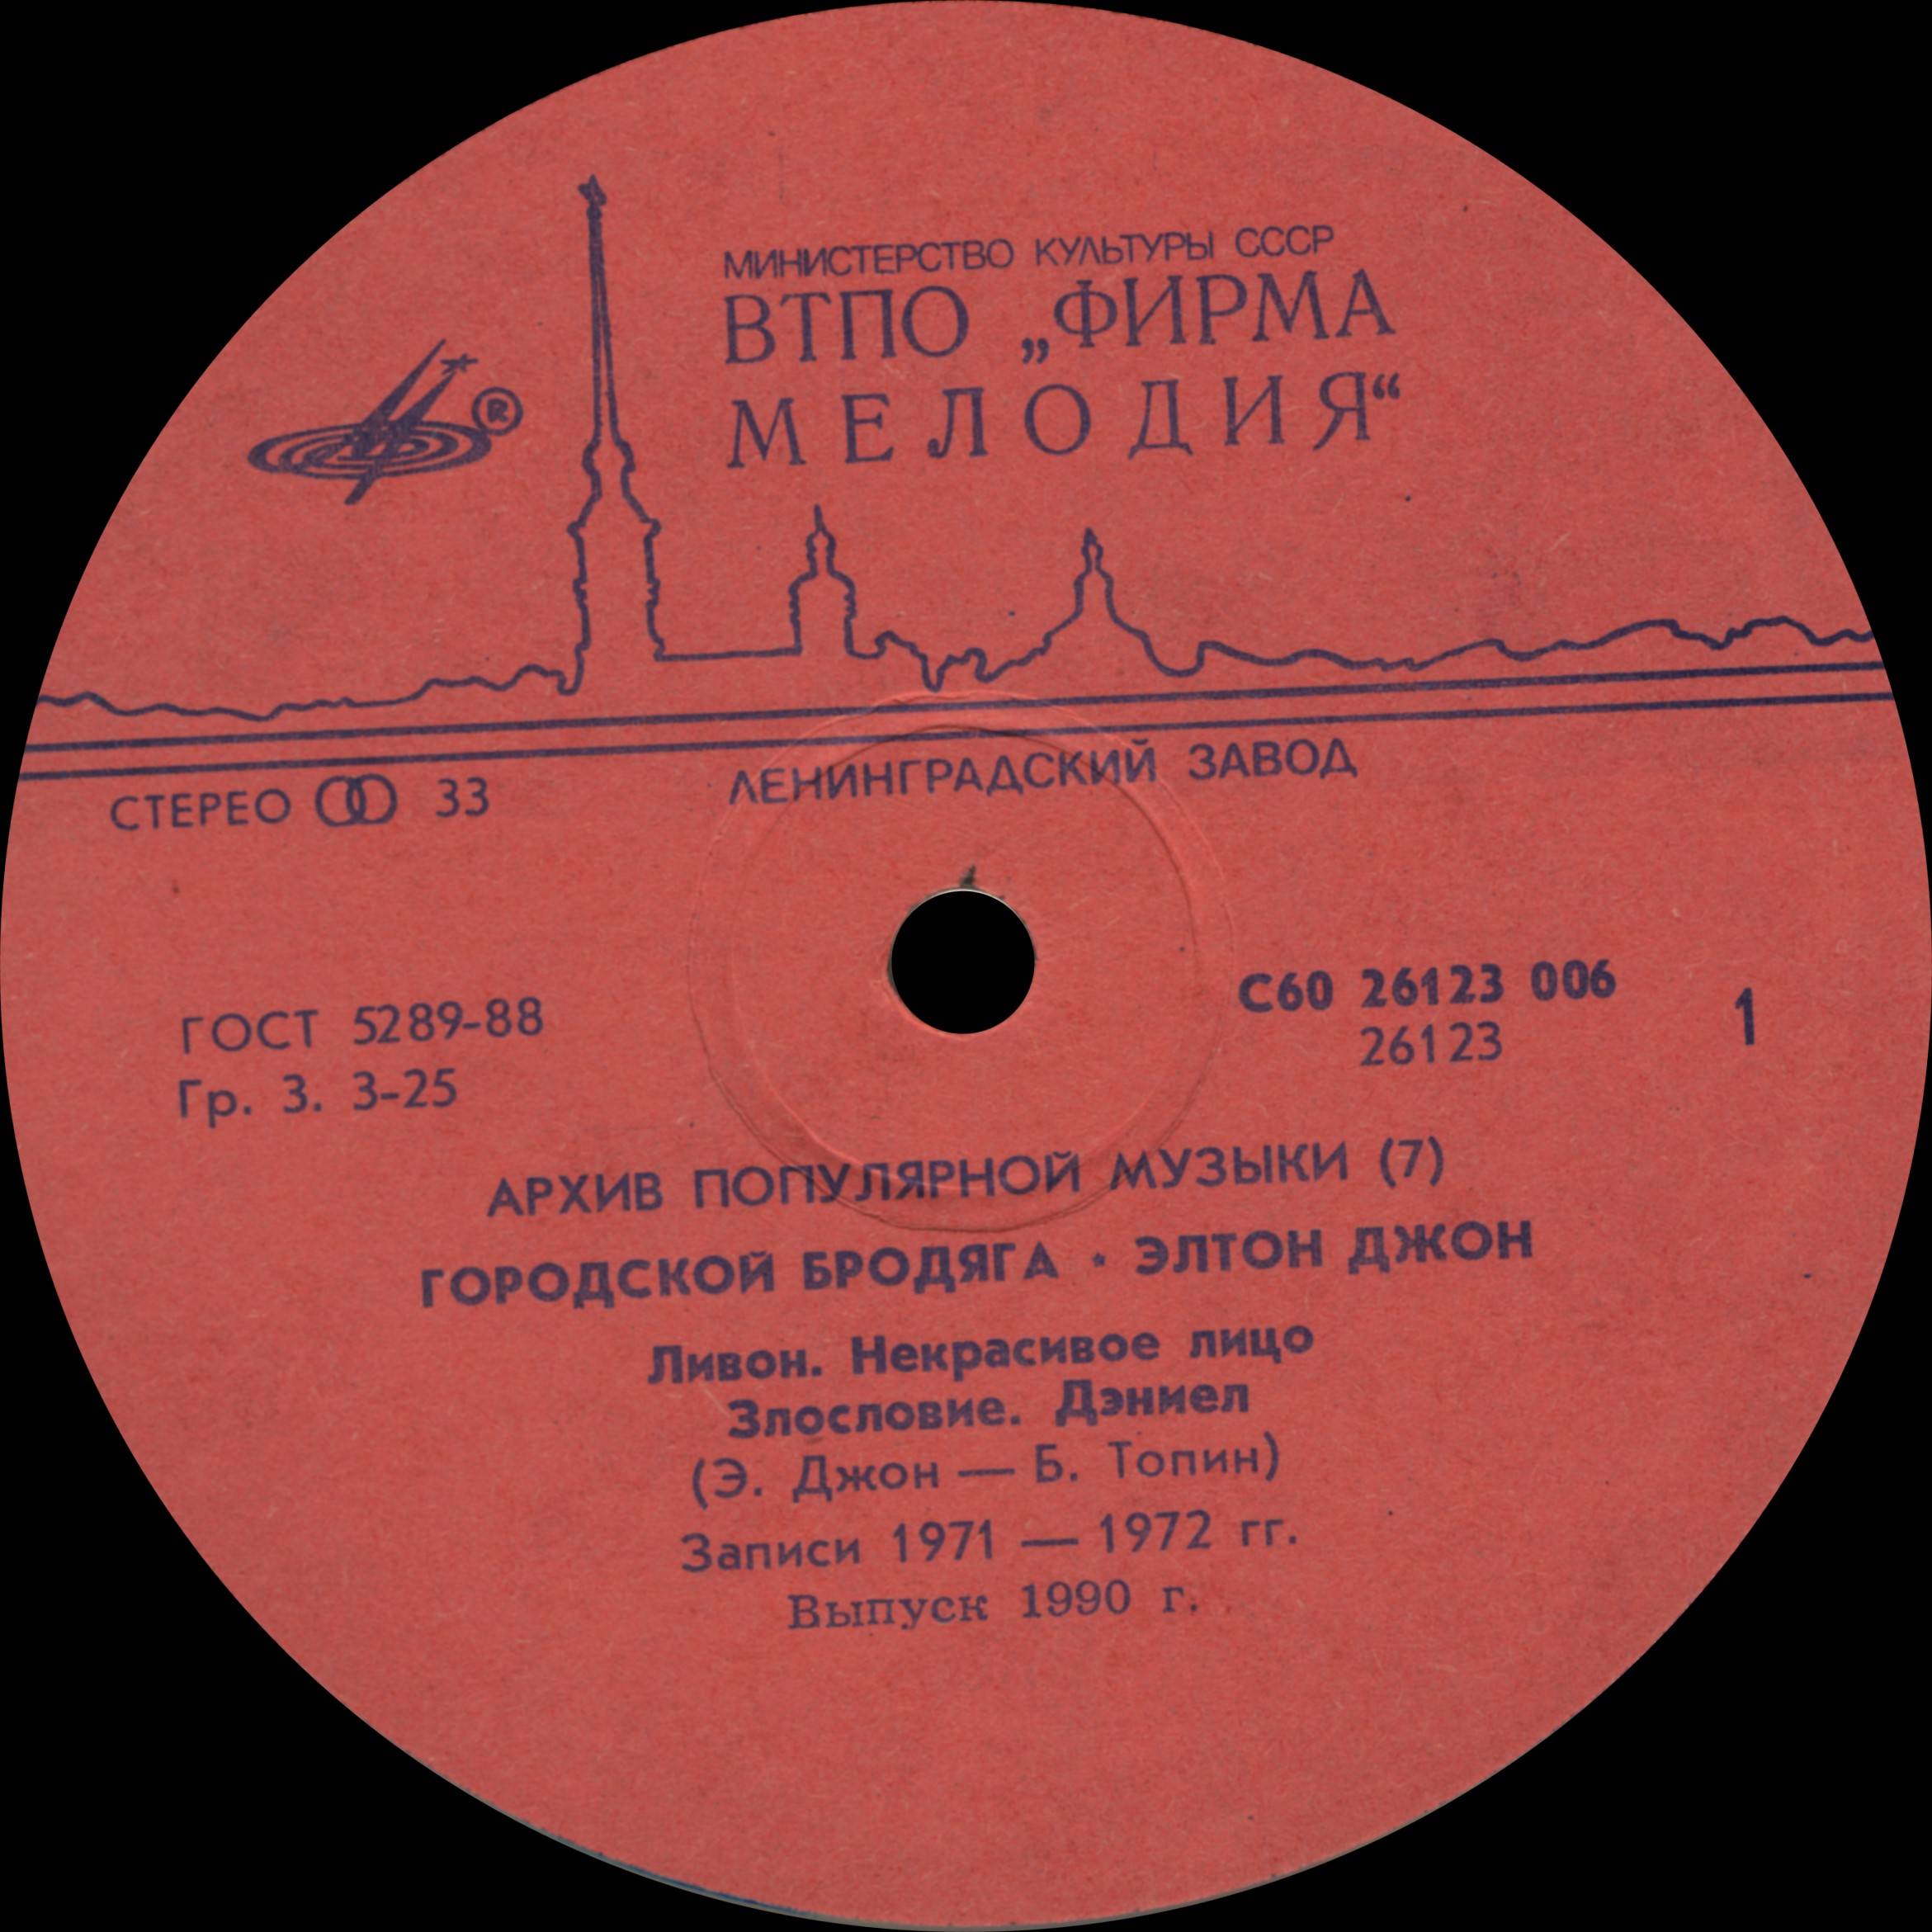 МИНИСТЕРСТВО КУЛЬТУРЫ СССР
ВТПО „ФИРМА
МЕЛОДИЯ“
®
ЛЕНИНГРАДСКИЙ ЗАВОД
СТЕРЕО 33
С60 26123 006
26123
1
ГОСТ 5289-88
Гр. 3. 3-25
АРХИВ ПОПУЛЯРНОЙ МУЗЫКИ (7)
ГОРОДСКОЙ БРОДЯГА · ЭЛТОН ДЖОН
Ливон. Некрасивое лицо
Злословие. Дэниел
(Э. Джон — Б. Топин)
Записи 1971 — 1972 гг.
Выпуск 1990 г.